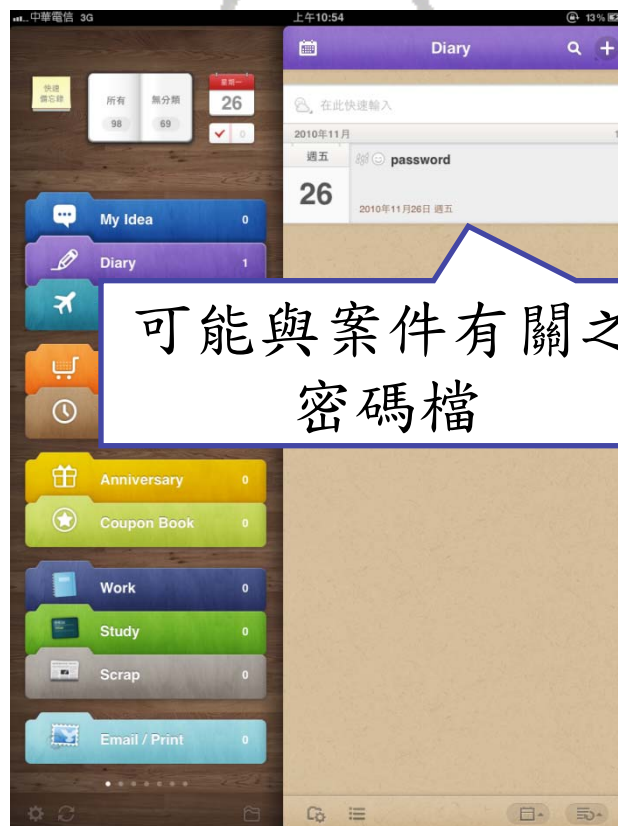 中華電信 3G
上午10:54
13%
快速
備忘錄
所有
98
無分類
69
星期一
26
0
Diary
在此快速輸入
2010年11月
1
週五
26
password
2010年11月26日 週五
My Idea 0
Diary 1
可能與案件有關之
密碼檔
Anniversary 0
Coupon Book 0
Work 0
Study 0
Scrap 0
Email / Print 0